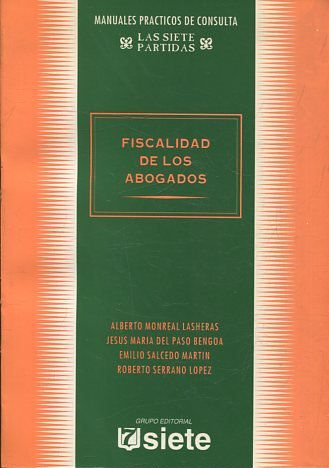 MANUALES PRACTICOS DE CONSULTA
LAS SIETE
PARTIDAS
FISCALIDAD
DE LOS
ABOGADOS
ALBERTO MONREAL LASHERAS
JESUS MARIA DEL PASO BENGOA
EMILIO SALCEDO MARTIN
ROBERTO SERRANO LOPEZ
GRUPO EDITORIAL
7 siete